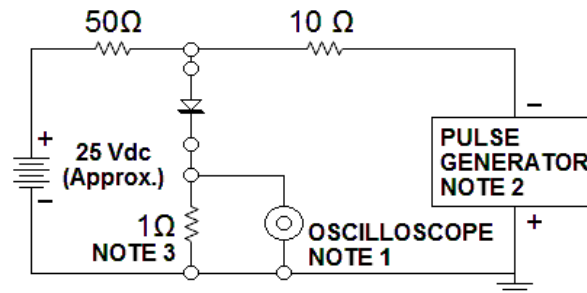 50Ω
10 Ω
+
−
25 Vdc
(Approx.)
−
PULSE
GENERATOR
NOTE 2
+
1Ω
NOTE 3
OSCILLOSCOPE
NOTE 1